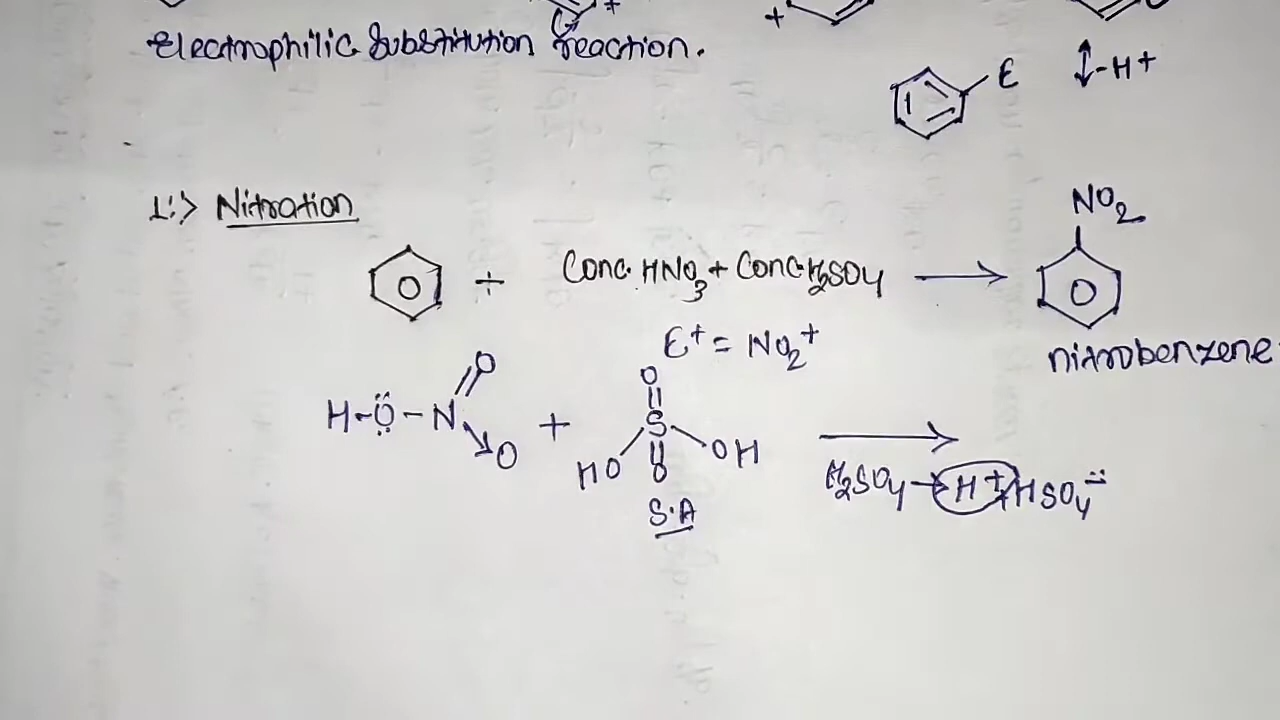 Electrophilic Substitution reaction.
E
-H+
1:> Nitration
+ Conc. HNO3 + Conc. H2SO4 → NO2
E+ = NO2+
nitrobenzene
H-O-N O O + O S O HO OH →
H2SO4 → H+/HSO4-
S.A